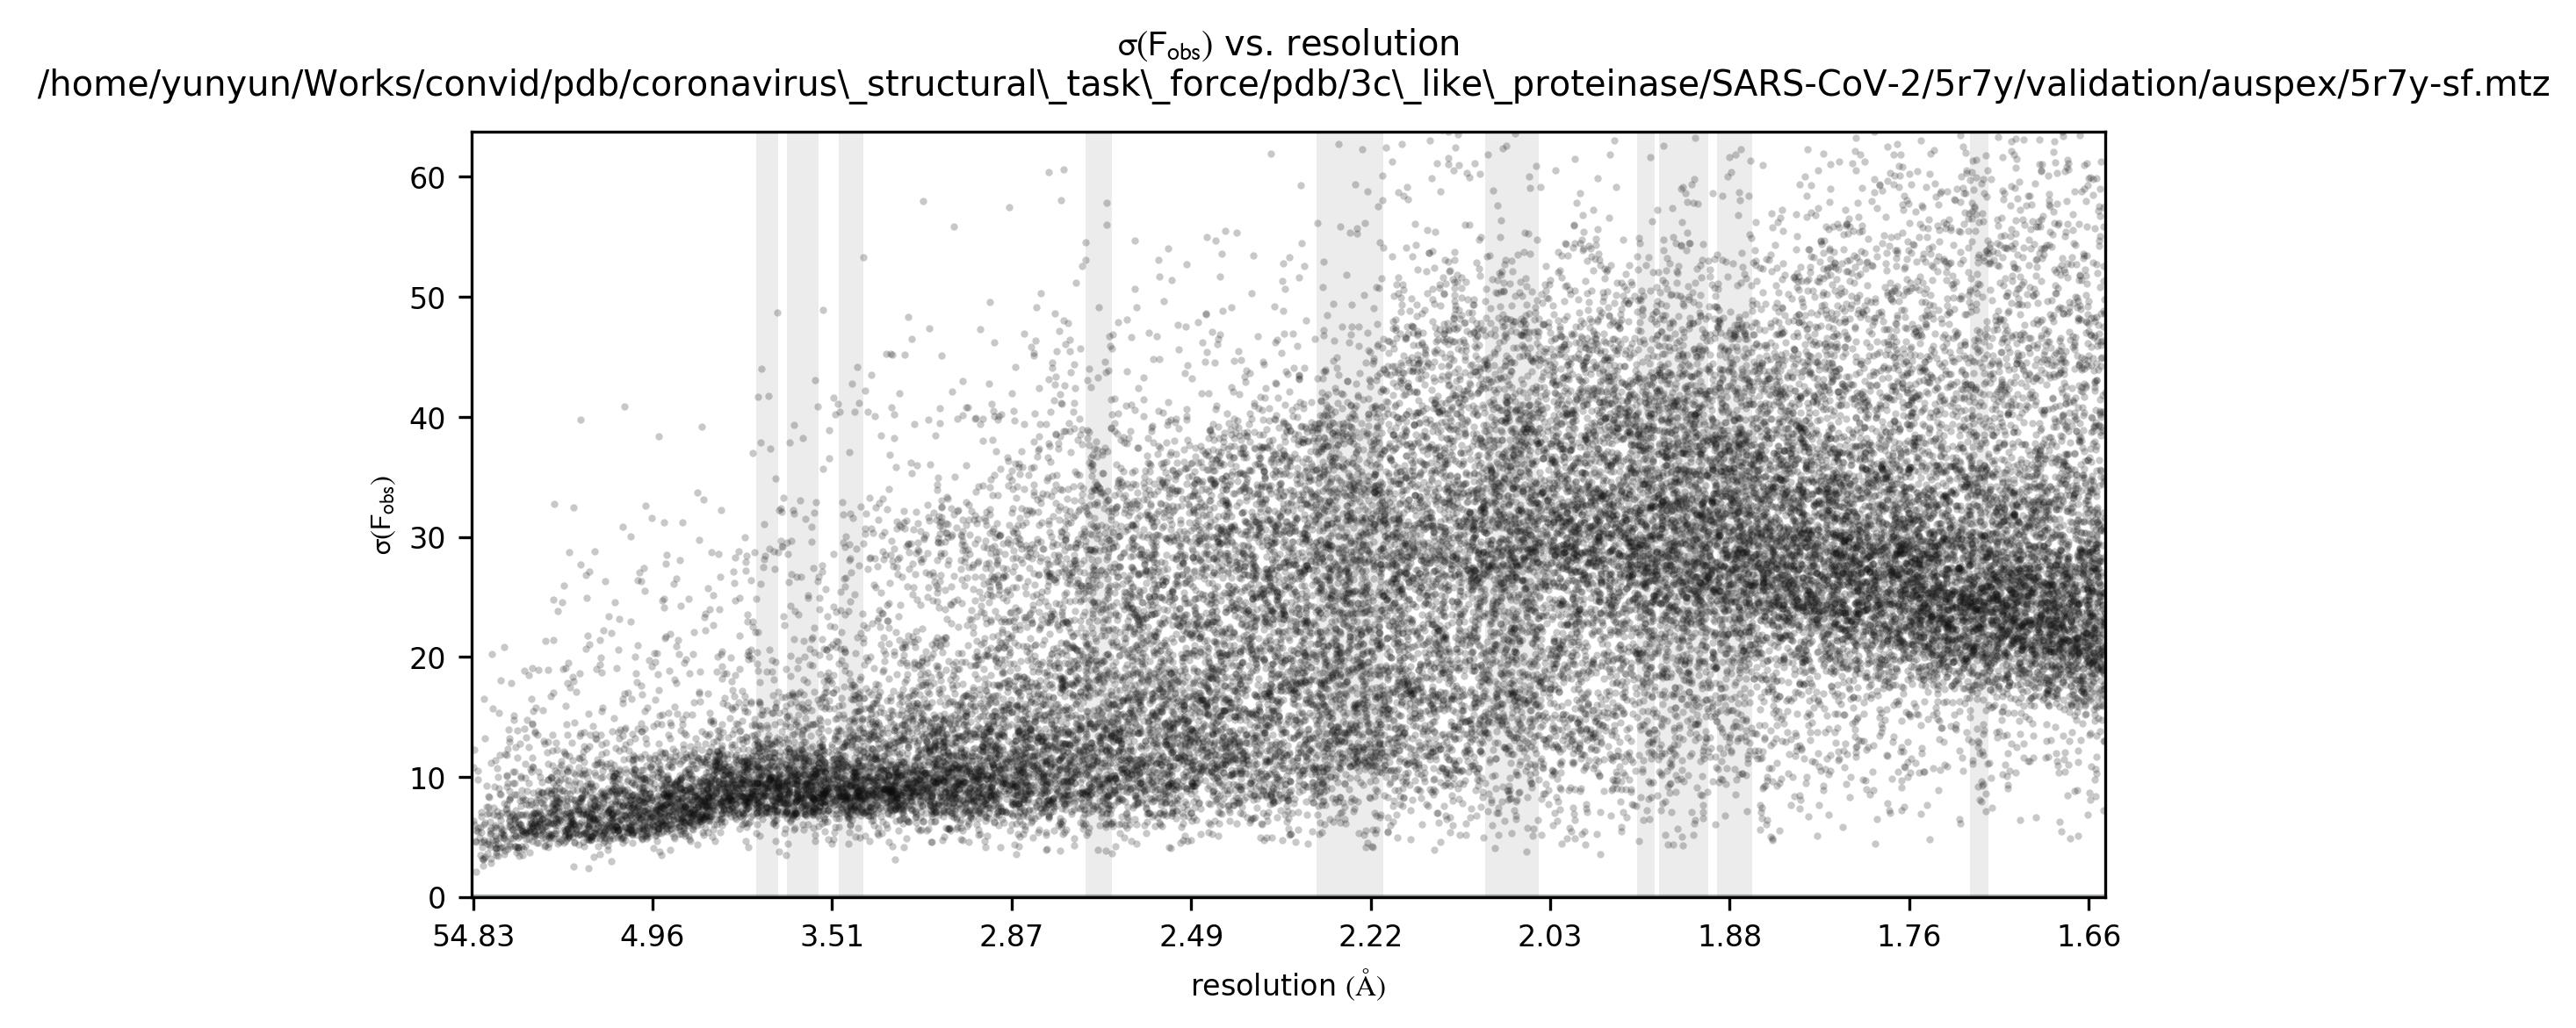 σ(Fobs) vs. resolution
/home/yunyun/Works/convid/pdb/coronavirus\_structural\_task\_force/pdb/3c\_like\_proteinase/SARS-CoV-2/5r7y/validation/auspex/5r7y-sf.mtz
σ(Fobs)
60
50
40
30
20
10
0
54.83 4.96 3.51 2.87 2.49 2.22 2.03 1.88 1.76 1.66
resolution (Å)